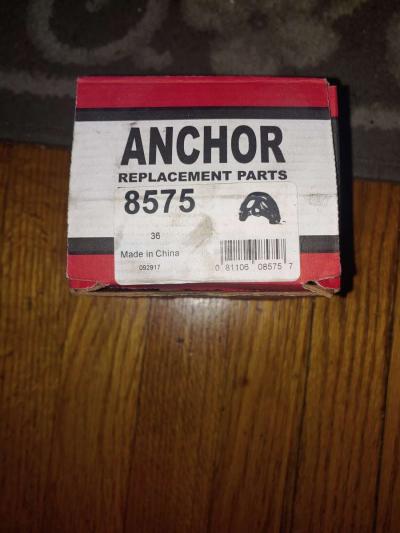 ANCHOR
REPLACEMENT PARTS
8575
36
Made in China
092917
0 81106 08575 7